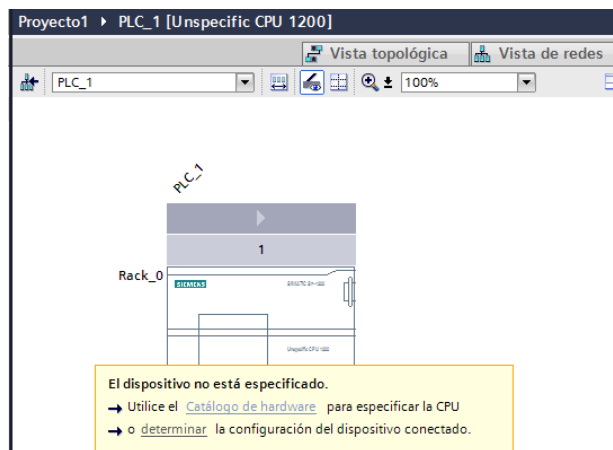 Proyecto1 ▸ PLC_1 [Unspecific CPU 1200]
Vista topológica Vista de redes
PLC_1 100%
PLC_1
1
Rack_0
SIEMENS SIMATIC S7-1200
Unspecific CPU 1200
El dispositivo no está especificado.
→ Utilice el Catálogo de hardware para especificar la CPU
→ o determinar la configuración del dispositivo conectado.